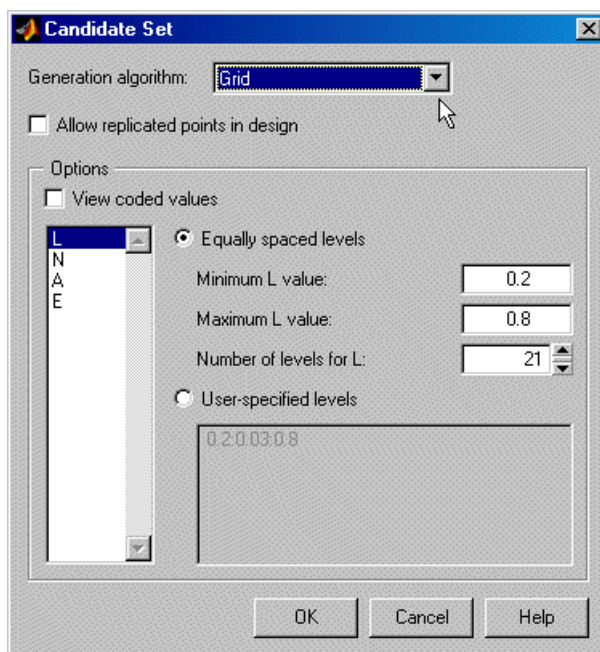 Candidate Set
Generation algorithm: Grid
Allow replicated points in design
Options
View coded values
L
N
A
E
Equally spaced levels
Minimum L value: 0.2
Maximum L value: 0.8
Number of levels for L: 21
User-specified levels
0.2:0.03:0.8
OK Cancel Help